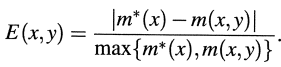 E(x,y) = |m*(x) − m(x,y)| / max{m*(x), m(x,y)}.